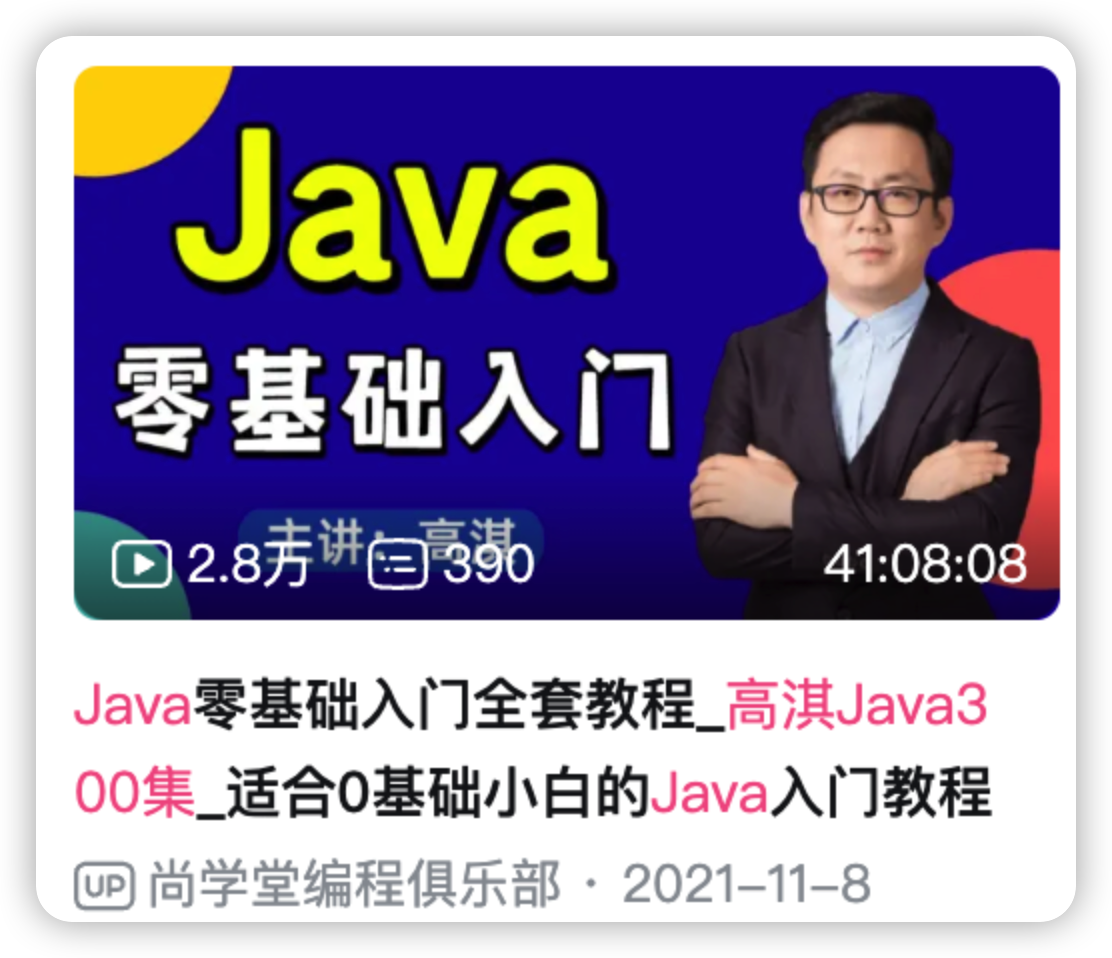 Java
零基础入门
主讲：高淇
2.8万 390 41:08:08
Java零基础入门全套教程_高淇Java3
00集_适合0基础小白的Java入门教程
UP 尚学堂编程俱乐部 · 2021-11-8